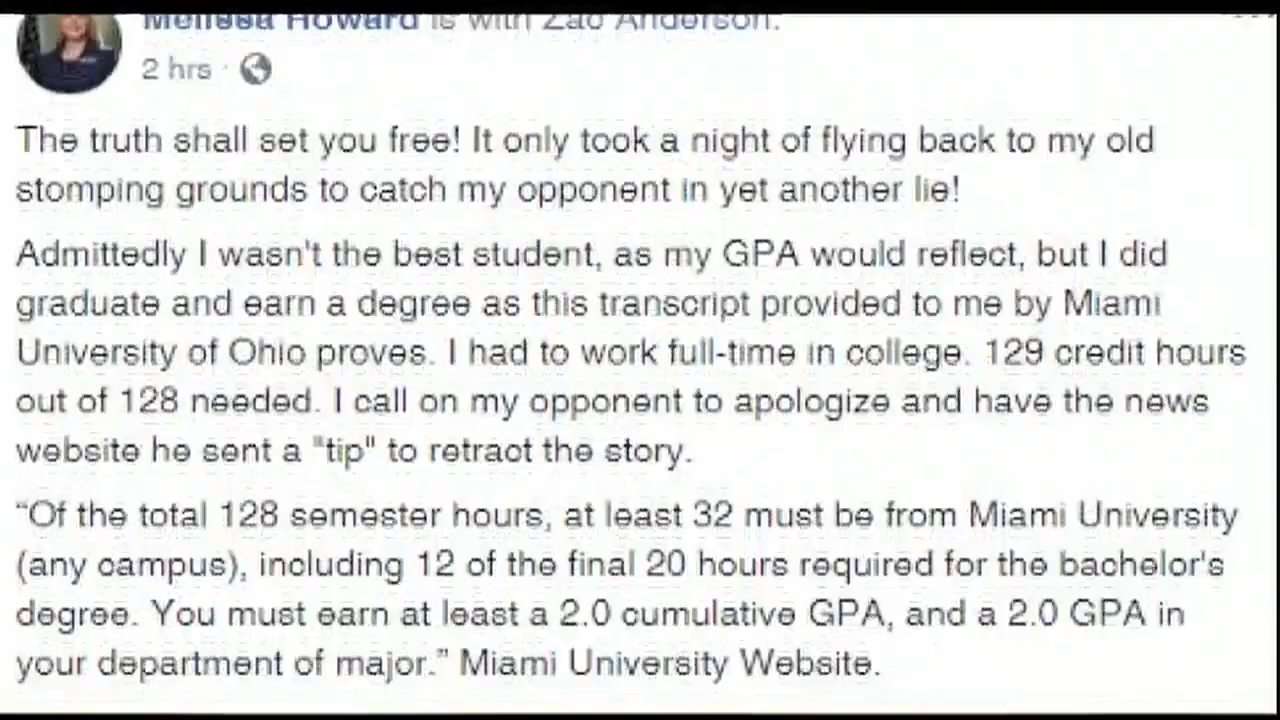 Melissa Howard is with Zac Anderson.
2 hrs ·
The truth shall set you free! It only took a night of flying back to my old
stomping grounds to catch my opponent in yet another lie!
Admittedly I wasn't the best student, as my GPA would reflect, but I did
graduate and earn a degree as this transcript provided to me by Miami
University of Ohio proves. I had to work full-time in college. 129 credit hours
out of 128 needed. I call on my opponent to apologize and have the news
website he sent a "tip" to retract the story.
“Of the total 128 semester hours, at least 32 must be from Miami University
(any campus), including 12 of the final 20 hours required for the bachelor's
degree. You must earn at least a 2.0 cumulative GPA, and a 2.0 GPA in
your department of major.” Miami University Website.